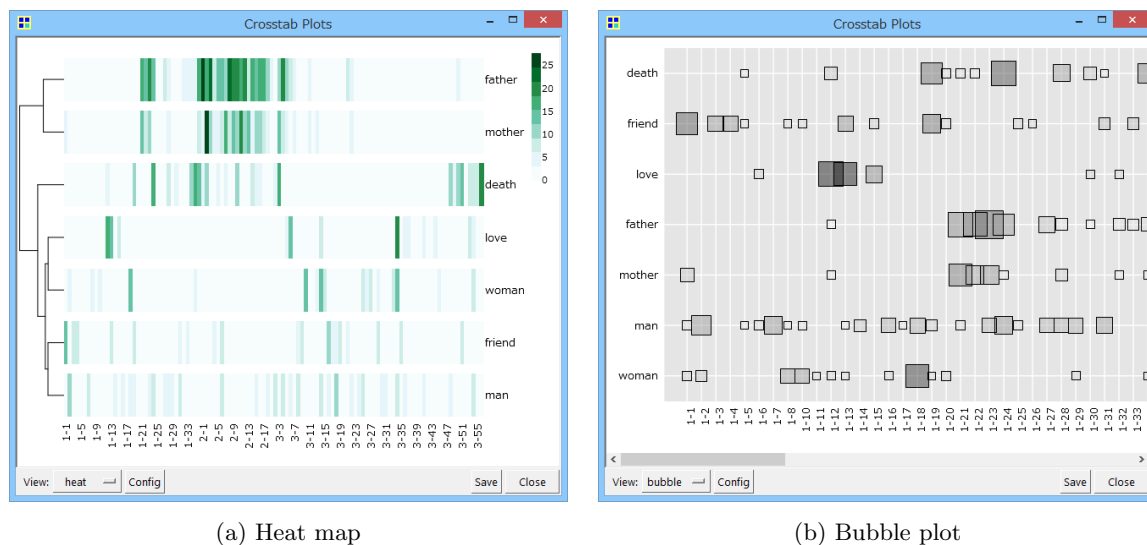 Crosstab Plots
father
mother
death
love
woman
friend
man
25
20
15
10
5
0
1-1 1-5 1-9 1-13 1-17 1-21 1-29 1-33 2-1 2-5 2-9 2-13 2-17 3-3 3-7 3-11 3-15 3-19 3-23 3-27 3-31 3-35 3-39 3-43 3-47 3-51 3-55
View: heat Config Save Close
(a) Heat map
Crosstab Plots
death
friend
love
father
mother
man
woman
1-1 1-2 1-3 1-4 1-5 1-6 1-7 1-8 1-10 1-11 1-12 1-13 1-15 1-16 1-17 1-18 1-19 1-20 1-21 1-22 1-23 1-24 1-25 1-26 1-27 1-28 1-30 1-31 1-32 1-33
View: bubble Config Save Close
(b) Bubble plot